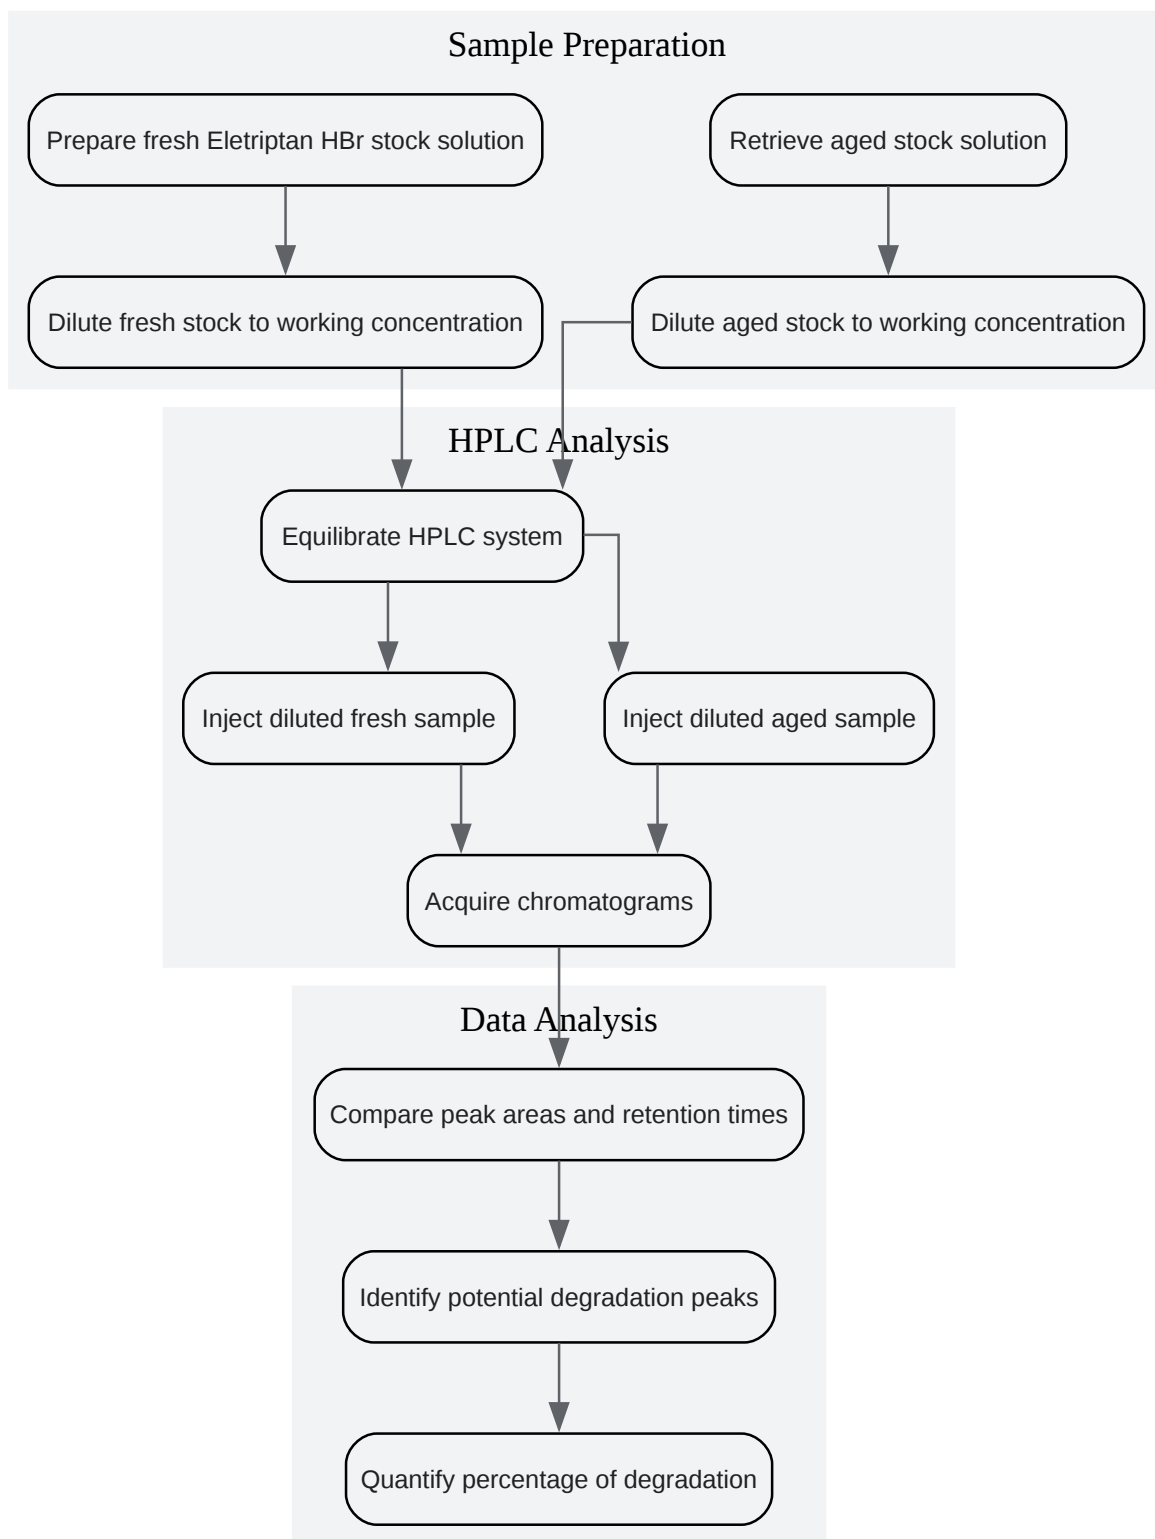 Sample Preparation
Prepare fresh Eletriptan HBr stock solution
Retrieve aged stock solution
Dilute fresh stock to working concentration
Dilute aged stock to working concentration
HPLC Analysis
Equilibrate HPLC system
Inject diluted fresh sample
Inject diluted aged sample
Acquire chromatograms
Data Analysis
Compare peak areas and retention times
Identify potential degradation peaks
Quantify percentage of degradation